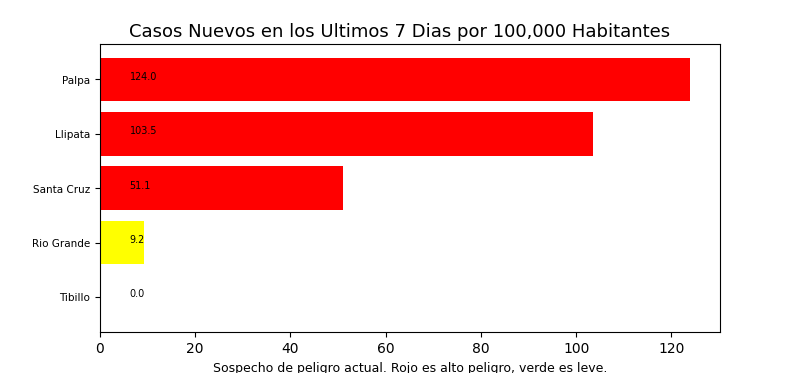 Casos Nuevos en los Ultimos 7 Dias por 100,000 Habitantes
Palpa 124.0
Llipata 103.5
Santa Cruz 51.1
Rio Grande 9.2
Tibillo 0.0
0 20 40 60 80 100 120
Sospecho de peligro actual. Rojo es alto peligro, verde es leve.